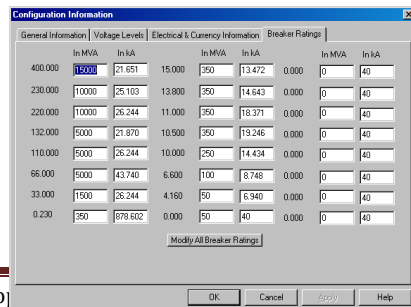 Configuration Information
General Information Voltage Levels Electrical & Currency Information Breaker Ratings
In MVA In kA In MVA In kA In MVA In kA
400.000 15000 21.651 15.000 350 13.472 0.000 0 40
230.000 10000 25.103 13.800 350 14.643 0.000 0 40
220.000 10000 26.244 11.000 350 18.371 0.000 0 40
132.000 5000 21.870 10.500 350 19.246 0.000 0 40
110.000 5000 26.244 10.000 250 14.434 0.000 0 40
66.000 5000 43.740 6.600 100 8.748 0.000 0 40
33.000 1500 26.244 4.160 50 6.940 0.000 0 40
0.230 350 878.602 0.000 50 40 0.000 0 40
Modify All Breaker Ratings
OK Cancel Apply Help